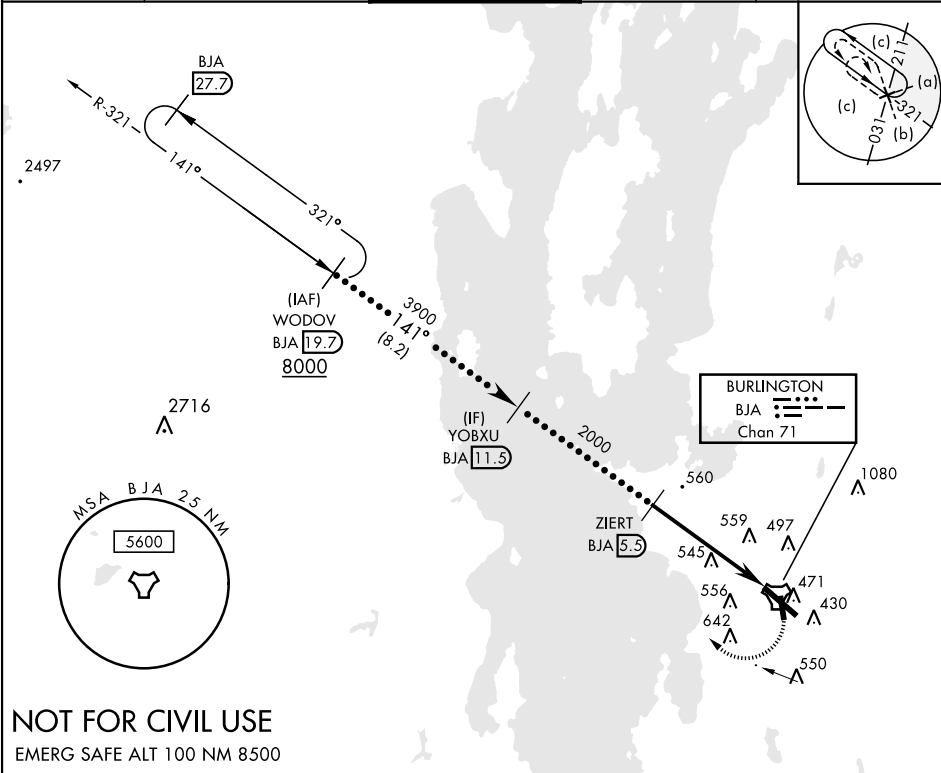 BJA
27.7
R-321
141°
321°
2497
(c)
211
(a)
321
(b)
031
(c)
(IAF)
WODOV
BJA 19.7
8000
3900
141°
(8.2)
(IF)
YOBXU
BJA 11.5
2000
BURLINGTON
BJA
Chan 71
2716
MSA BJA 25 NM
5600
ZIERT
BJA 5.5
560
1080
559
497
545
556
642
471
430
550
NOT FOR CIVIL USE
EMERG SAFE ALT 100 NM 8500